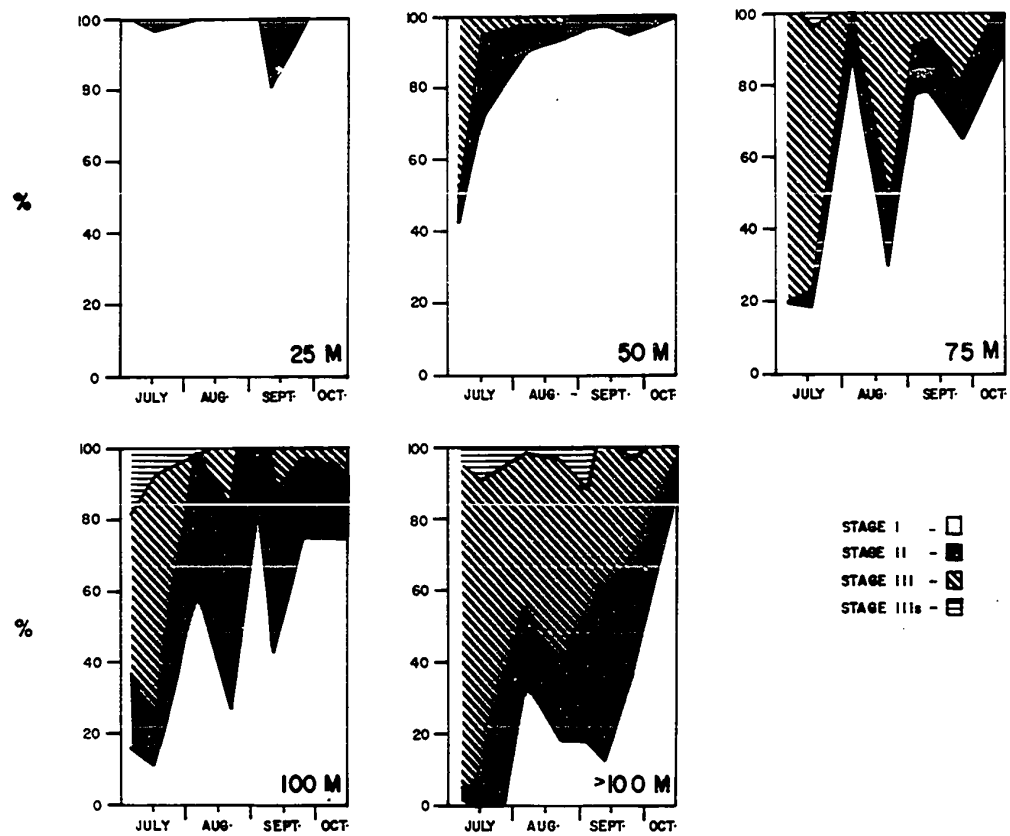 100
80
60
40
20
0
%
25 M
JULY AUG. SEPT. OCT.
100
80
60
40
20
0
50 M
JULY AUG. - SEPT. OCT.
100
80
60
40
20
0
75 M
JULY AUG. SEPT. OCT.
100
80
60
40
20
0
%
100 M
JULY AUG. SEPT. OCT.
100
80
60
40
20
0
>100 M
JULY AUG. SEPT. OCT.
STAGE I -
STAGE II -
STAGE III -
STAGE IIIs -